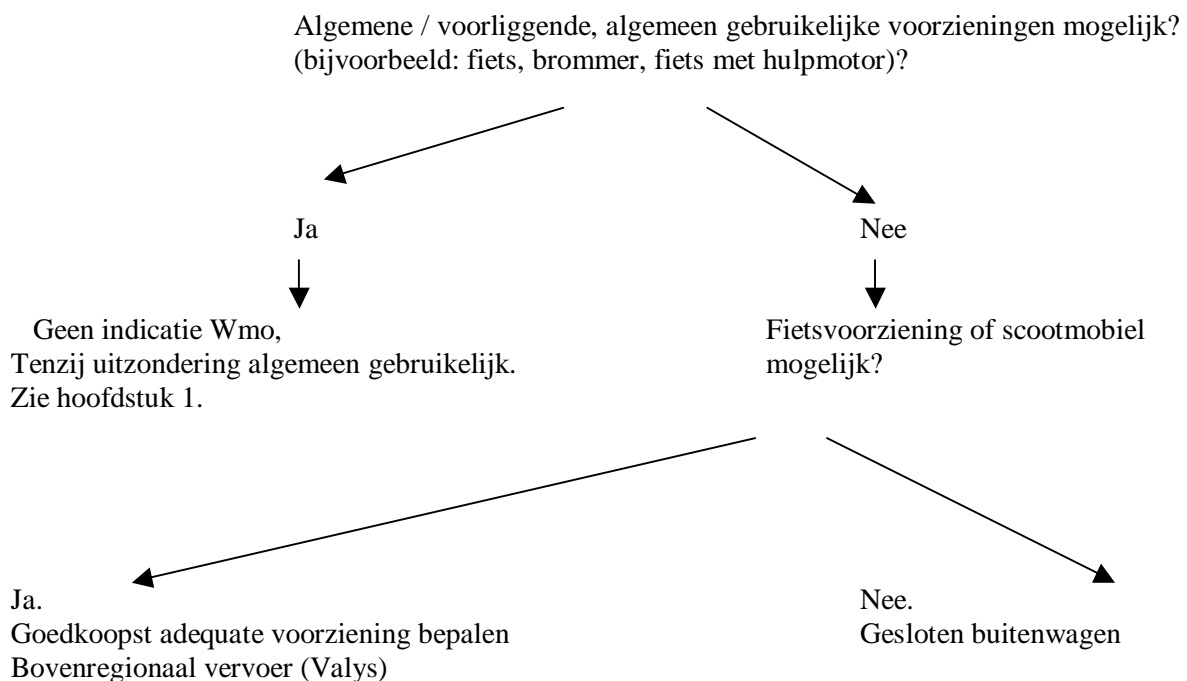 Algemene / voorliggende, algemeen gebruikelijke voorzieningen mogelijk?
(bijvoorbeeld: fiets, brommer, fiets met hulpmotor)?
Ja
Nee
Geen indicatie Wmo,
Tenzij uitzondering algemeen gebruikelijk.
Zie hoofdstuk 1.
Fietsvoorziening of scootmobiel
mogelijk?
Ja.
Goedkoopst adequate voorziening bepalen
Bovenregionaal vervoer (Valys)
Nee.
Gesloten buitenwagen